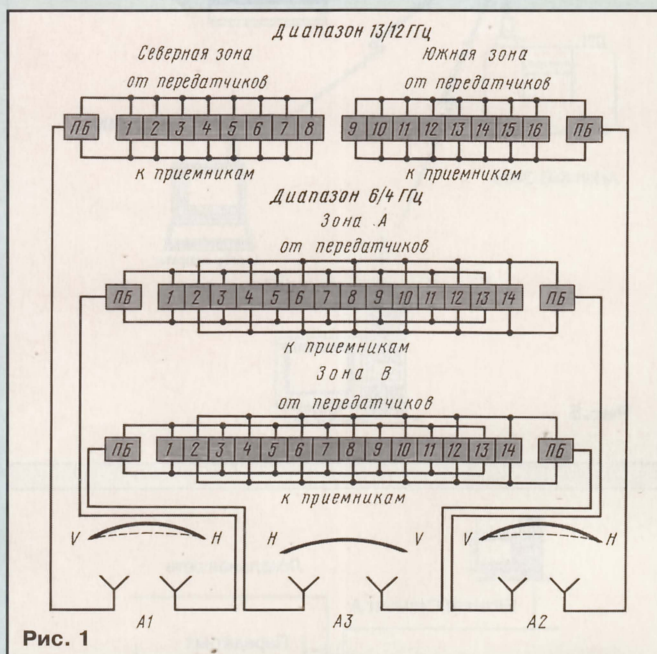 Диапазон 13/12 ГГц
Северная зона Южная зона
от передатчиков от передатчиков
ПБ 1 2 3 4 5 6 7 8 9 10 11 12 13 14 15 16 ПБ
к приемникам к приемникам
Диапазон 6/4 ГГц
Зона А
от передатчиков
ПБ 1 2 3 4 5 6 7 8 9 10 11 12 13 14 ПБ
к приемникам
Зона В
от передатчиков
ПБ 1 2 3 4 5 6 7 8 9 10 11 12 13 14 ПБ
к приемникам
V H H V V H
А1 А3 А2
Рис. 1